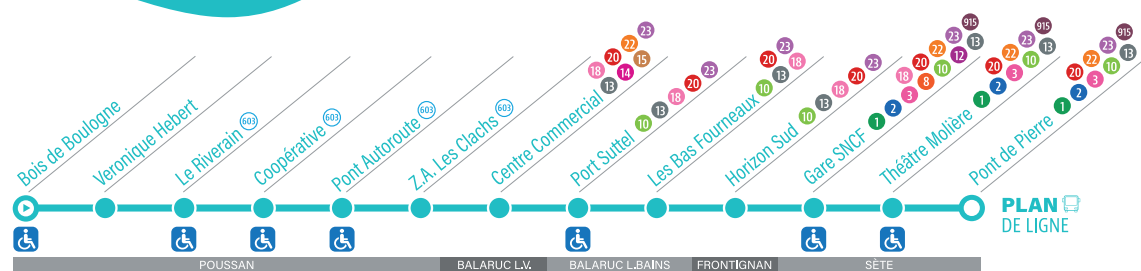 Bois de Boulogne
Veronique Hebert
Le Riverain 603
Coopérative 603
Pont Autoroute 603
Z.A. Les Clachs 603
Centre Commercial 18 20 22 23 13 14 15
Port Suttel 10 13 18 20 23
Les Bas Fourneaux 20 23 10 13 18
Horizon Sud 10 13 18 20 23
Gare SNCF 18 20 22 23 915 1 2 3 8 10 12 13
Théâtre Molière 20 22 23 915 1 2 3 10 13
Pont de Pierre 20 22 23 915 1 2 3 10 13
PLAN
DE LIGNE
POUSSAN
BALARUC L.V.
BALARUC L.BAINS
FRONTIGNAN
SÈTE